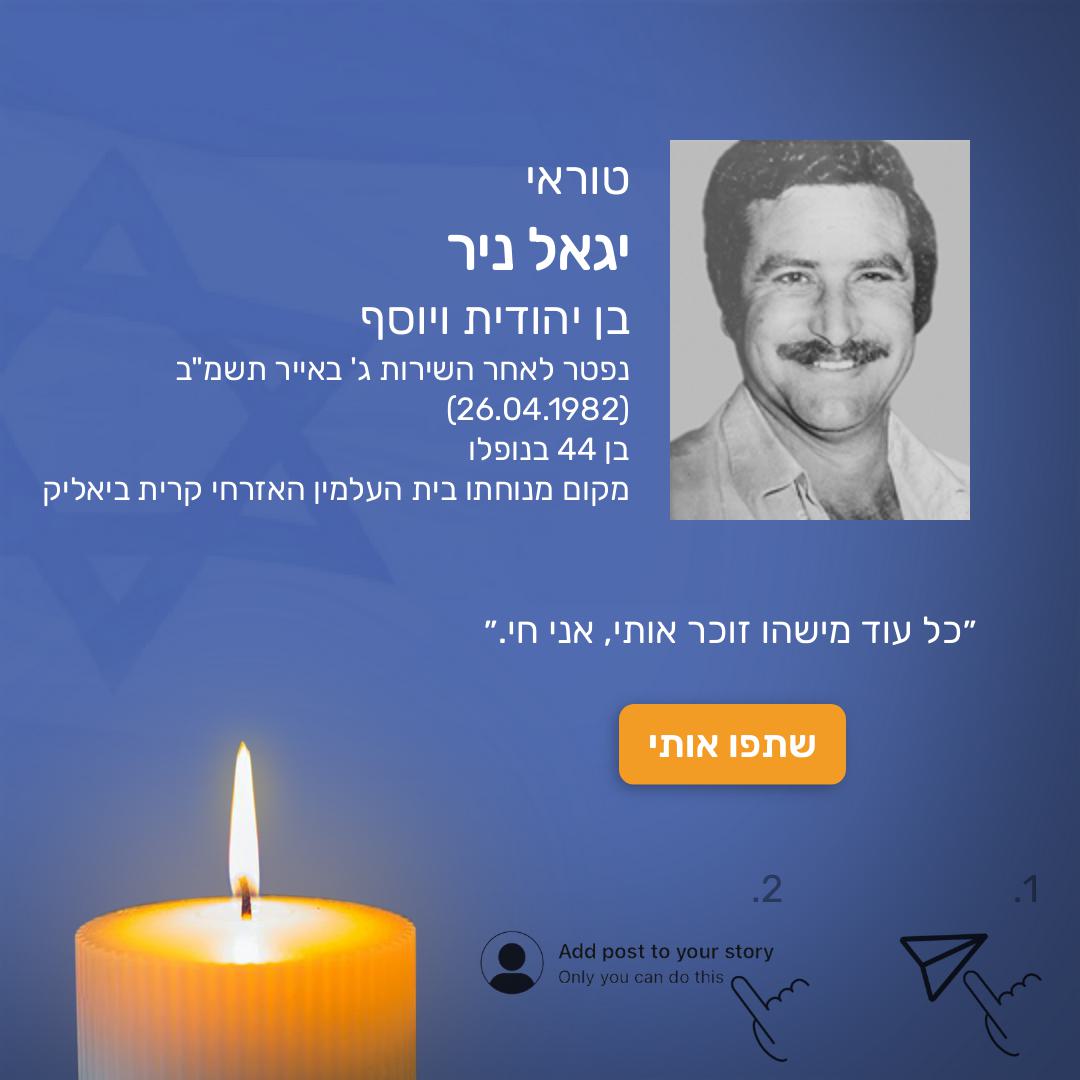 טוראי
יגאל ניר
בן יהודית ויוסף
נפטר לאחר השירות ג' באייר תשמ"ב
(26.04.1982)
בן 44 בנופלו
מקום מנוחתו בית העלמין האזרחי קרית ביאליק
״כל עוד מישהו זוכר אותי, אני חי.״
שתפו אותי
1.
2.
Add post to your story
Only you can do this